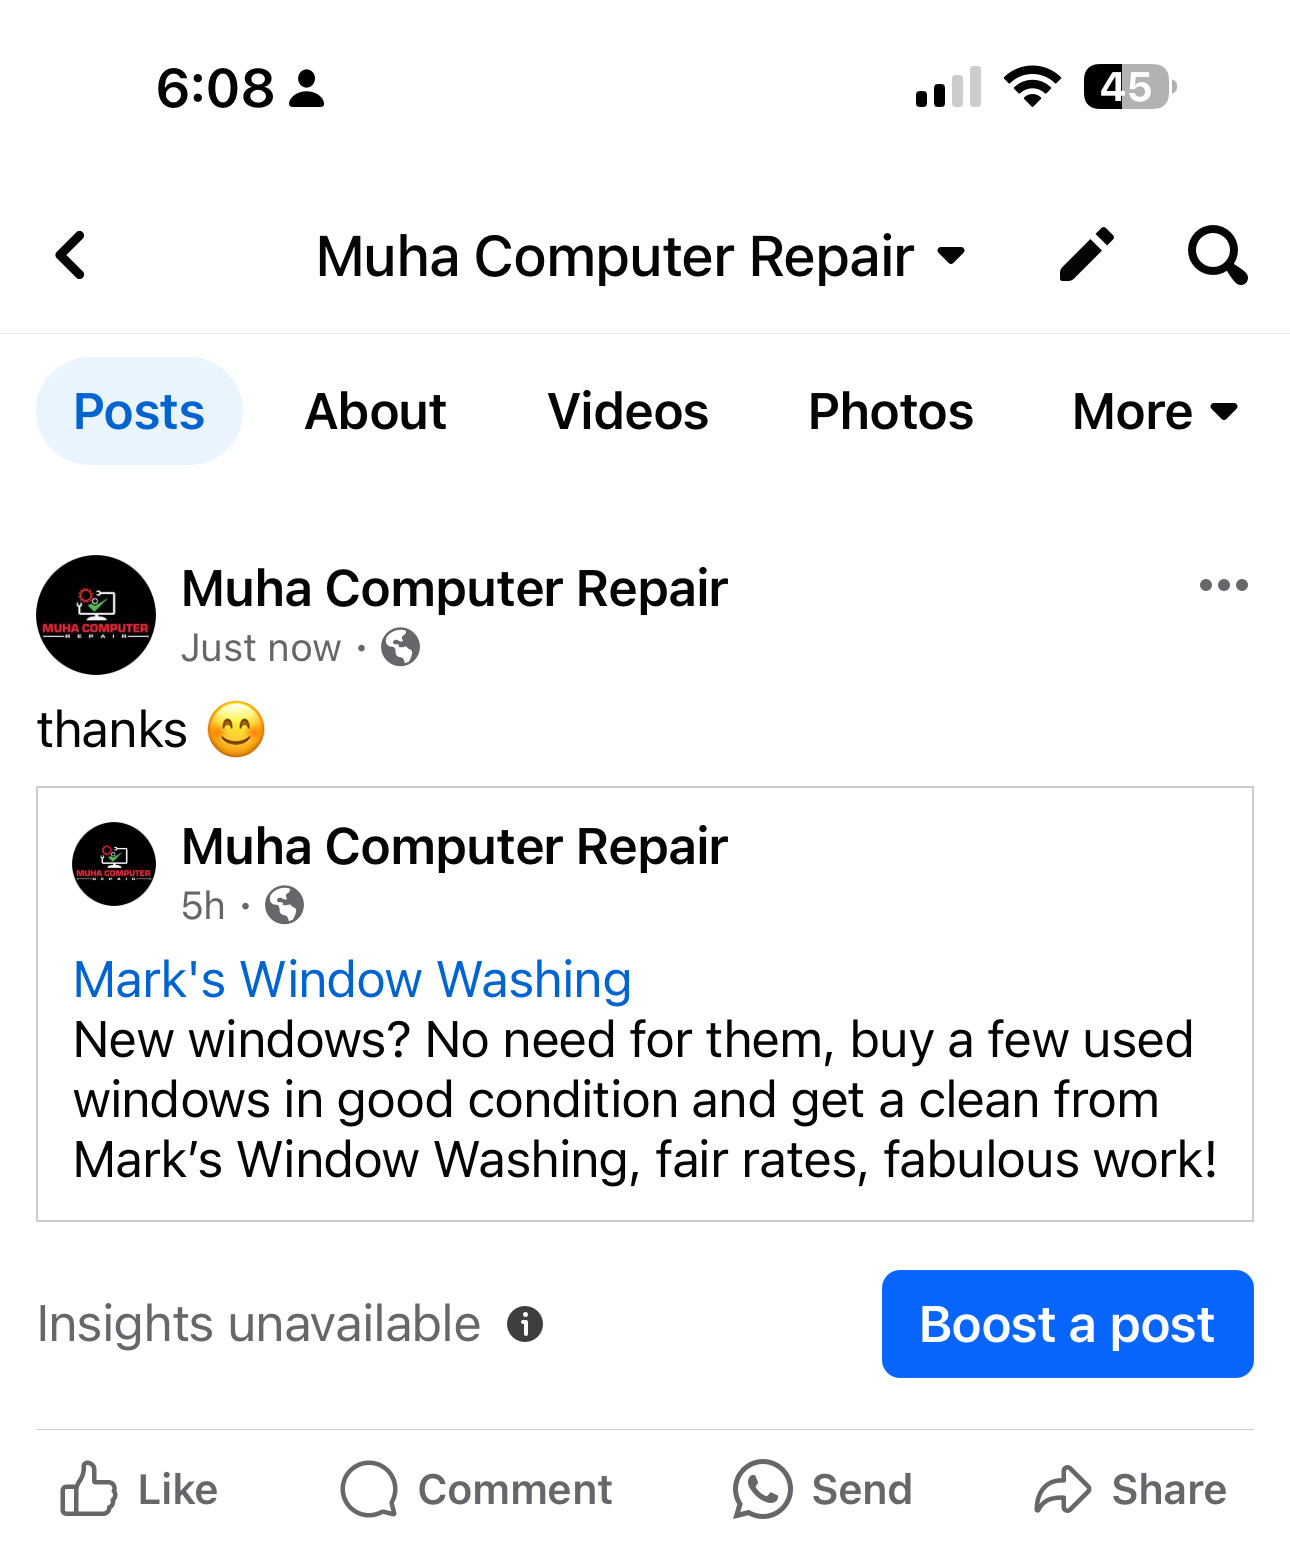 6:08
45
Muha Computer Repair
Posts About Videos Photos More
MUHA COMPUTER
REPAIR
Muha Computer Repair
Just now ·
thanks 😊
MUHA COMPUTER
REPAIR
Muha Computer Repair
5h ·
Mark's Window Washing
New windows? No need for them, buy a few used
windows in good condition and get a clean from
Mark’s Window Washing, fair rates, fabulous work!
Insights unavailable
Boost a post
Like Comment Send Share